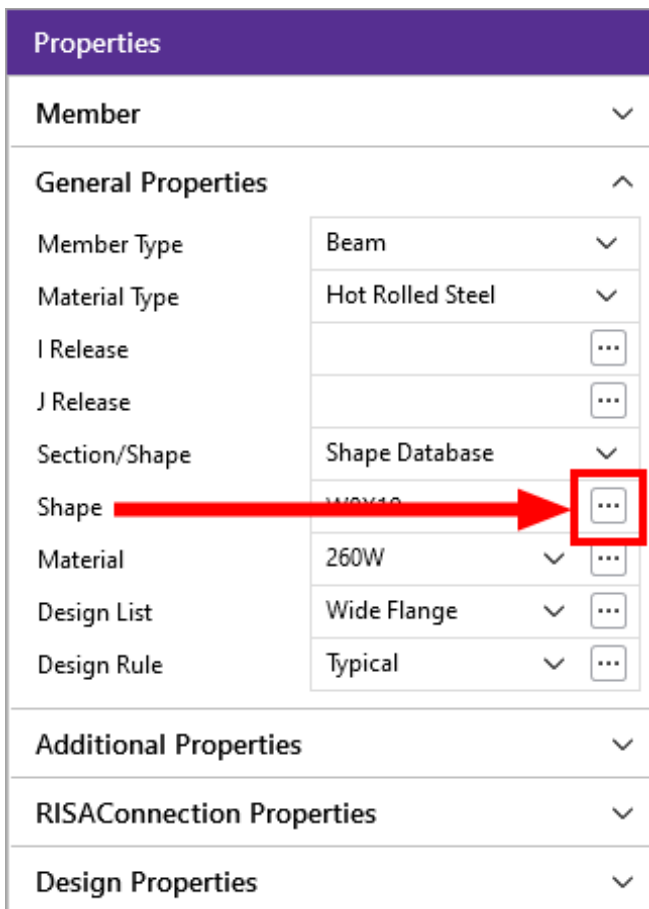 Properties
Member
General Properties
Member Type Beam
Material Type Hot Rolled Steel
I Release
J Release
Section/Shape Shape Database
Shape
Material 260W
Design List Wide Flange
Design Rule Typical
Additional Properties
RISAConnection Properties
Design Properties